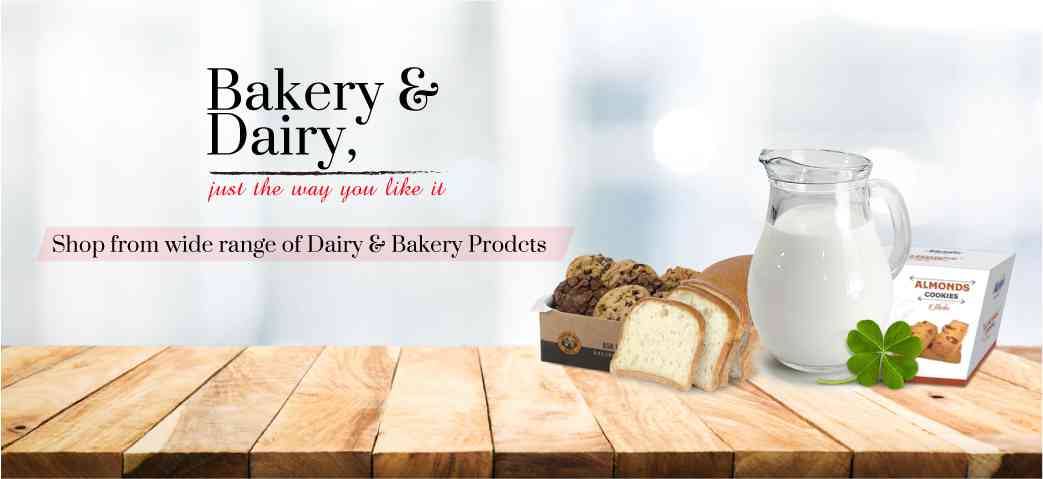 Bakery &
Dairy,
just the way you like it
Shop from wide range of Dairy & Bakery Prodcts
ALMONDS
COOKIES